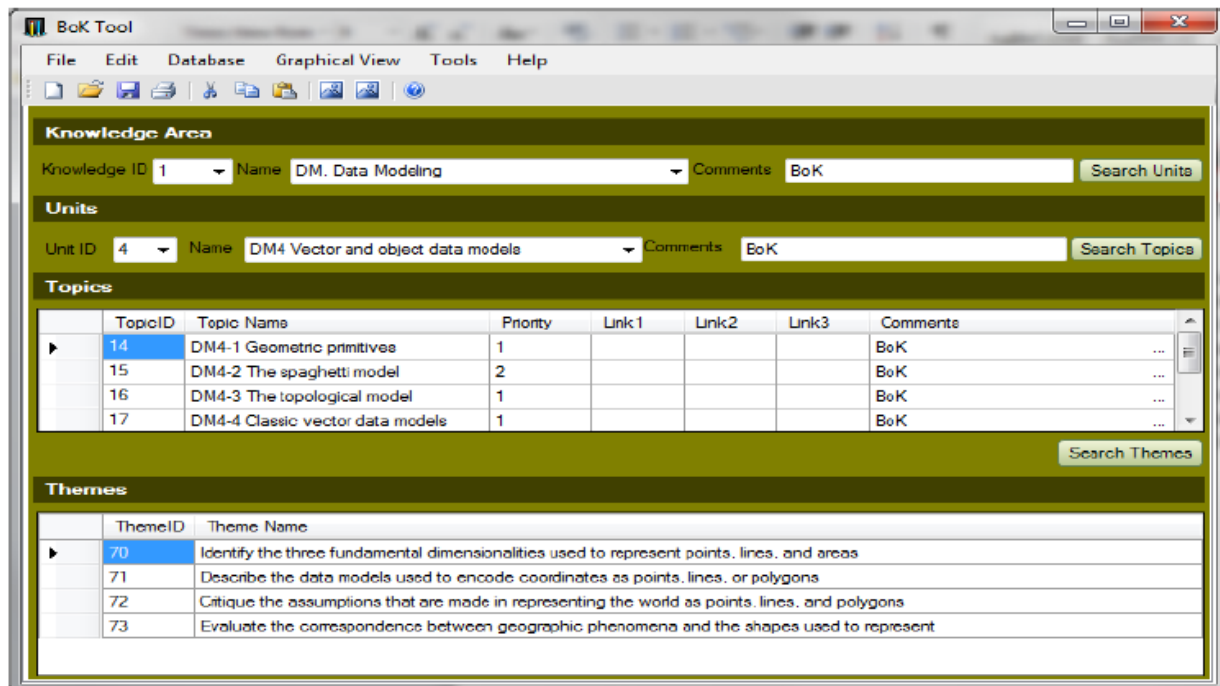 BoK Tool
File Edit Database Graphical View Tools Help
Knowledge Area
Knowledge ID 1 Name DM. Data Modeling Comments BoK Search Units
Units
Unit ID 4 Name DM4 Vector and object data models Comments BoK Search Topics
Topics
TopicID Topic Name Priority Link1 Link2 Link3 Comments
14 DM4-1 Geometric primitives 1 BoK ...
15 DM4-2 The spaghetti model 2 BoK ...
16 DM4-3 The topological model 1 BoK ...
17 DM4-4 Classic vector data models 1 BoK ...
Search Themes
Themes
ThemeID Theme Name
70 Identify the three fundamental dimensionalities used to represent points, lines, and areas
71 Describe the data models used to encode coordinates as points, lines, or polygons
72 Critique the assumptions that are made in representing the world as points, lines, and polygons
73 Evaluate the correspondence between geographic phenomena and the shapes used to represent